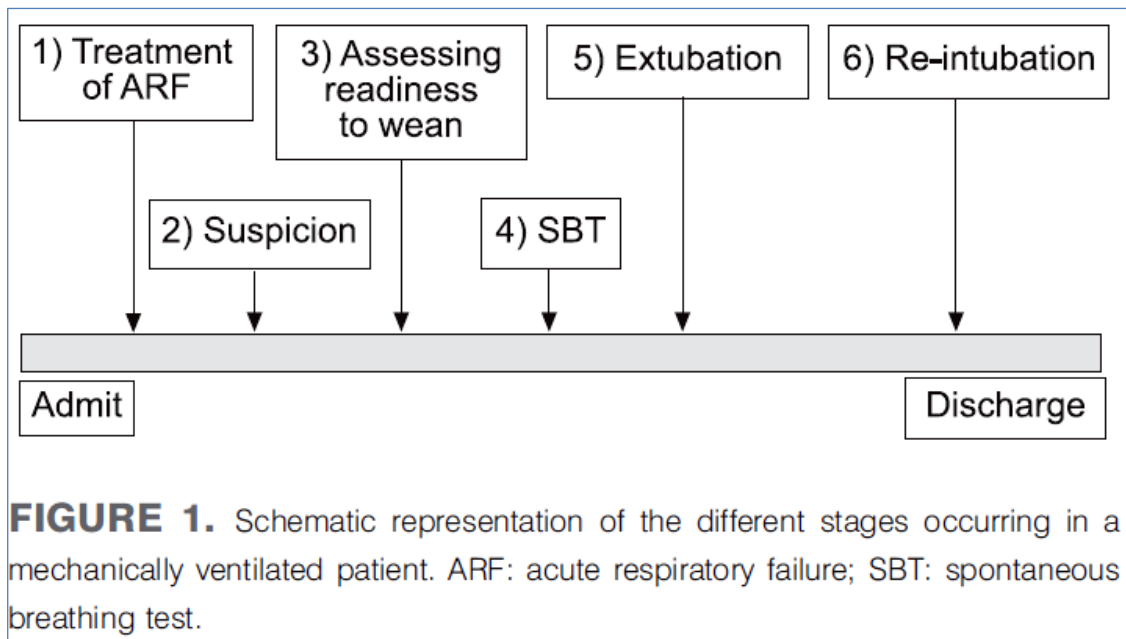 1) Treatment
of ARF
3) Assessing
readiness
to wean
5) Extubation
6) Re-intubation
2) Suspicion
4) SBT
Admit
Discharge
FIGURE 1. Schematic representation of the different stages occurring in a
mechanically ventilated patient. ARF: acute respiratory failure; SBT: spontaneous
breathing test.